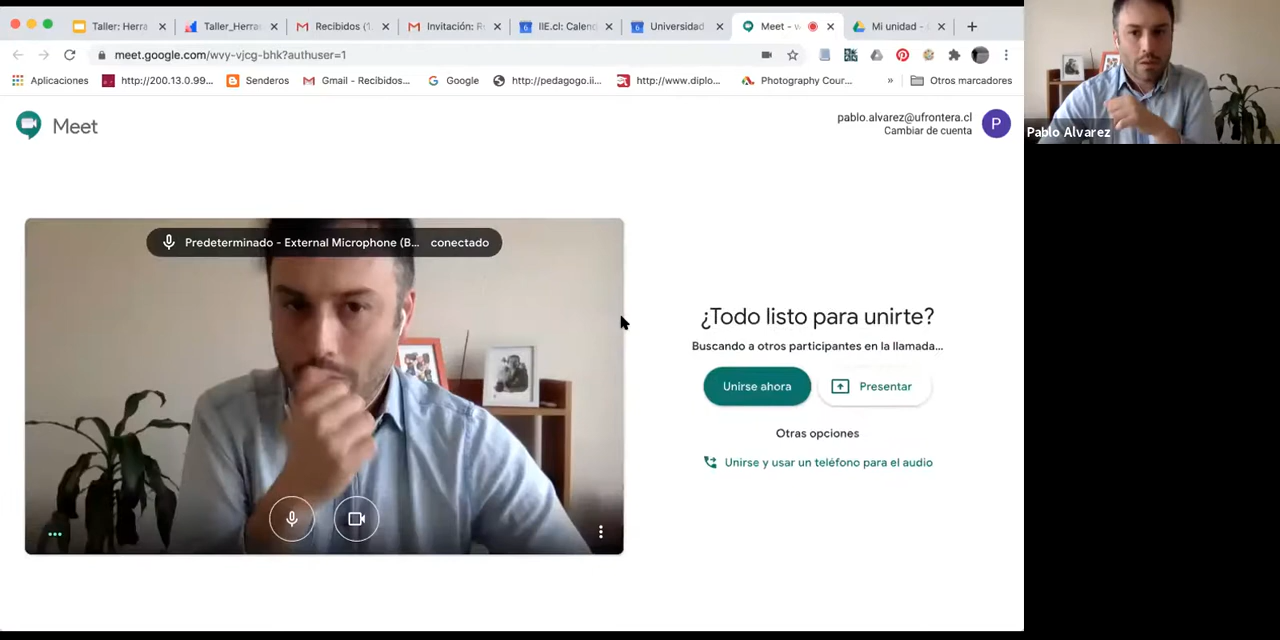 Taller: Herra
Taller_Herras
Recibidos (1
Invitación: R
IIE.cl: Calen
Universidad
Meet - w
Mi unidad -
meet.google.com/wvy-vjcg-bhk?authuser=1
Aplicaciones
http://200.13.0.99...
Senderos
Gmail - Recibidos...
Google
http://pedagogo.ii...
http://www.diplo...
Photography Cour...
»
Otros marcadores
Meet
pablo.alvarez@ufrontera.cl
Cambiar de cuenta
P
Pablo Alvarez
Predeterminado - External Microphone (B... conectado
¿Todo listo para unirte?
Buscando a otros participantes en la llamada...
Unirse ahora
Presentar
Otras opciones
Unirse y usar un teléfono para el audio